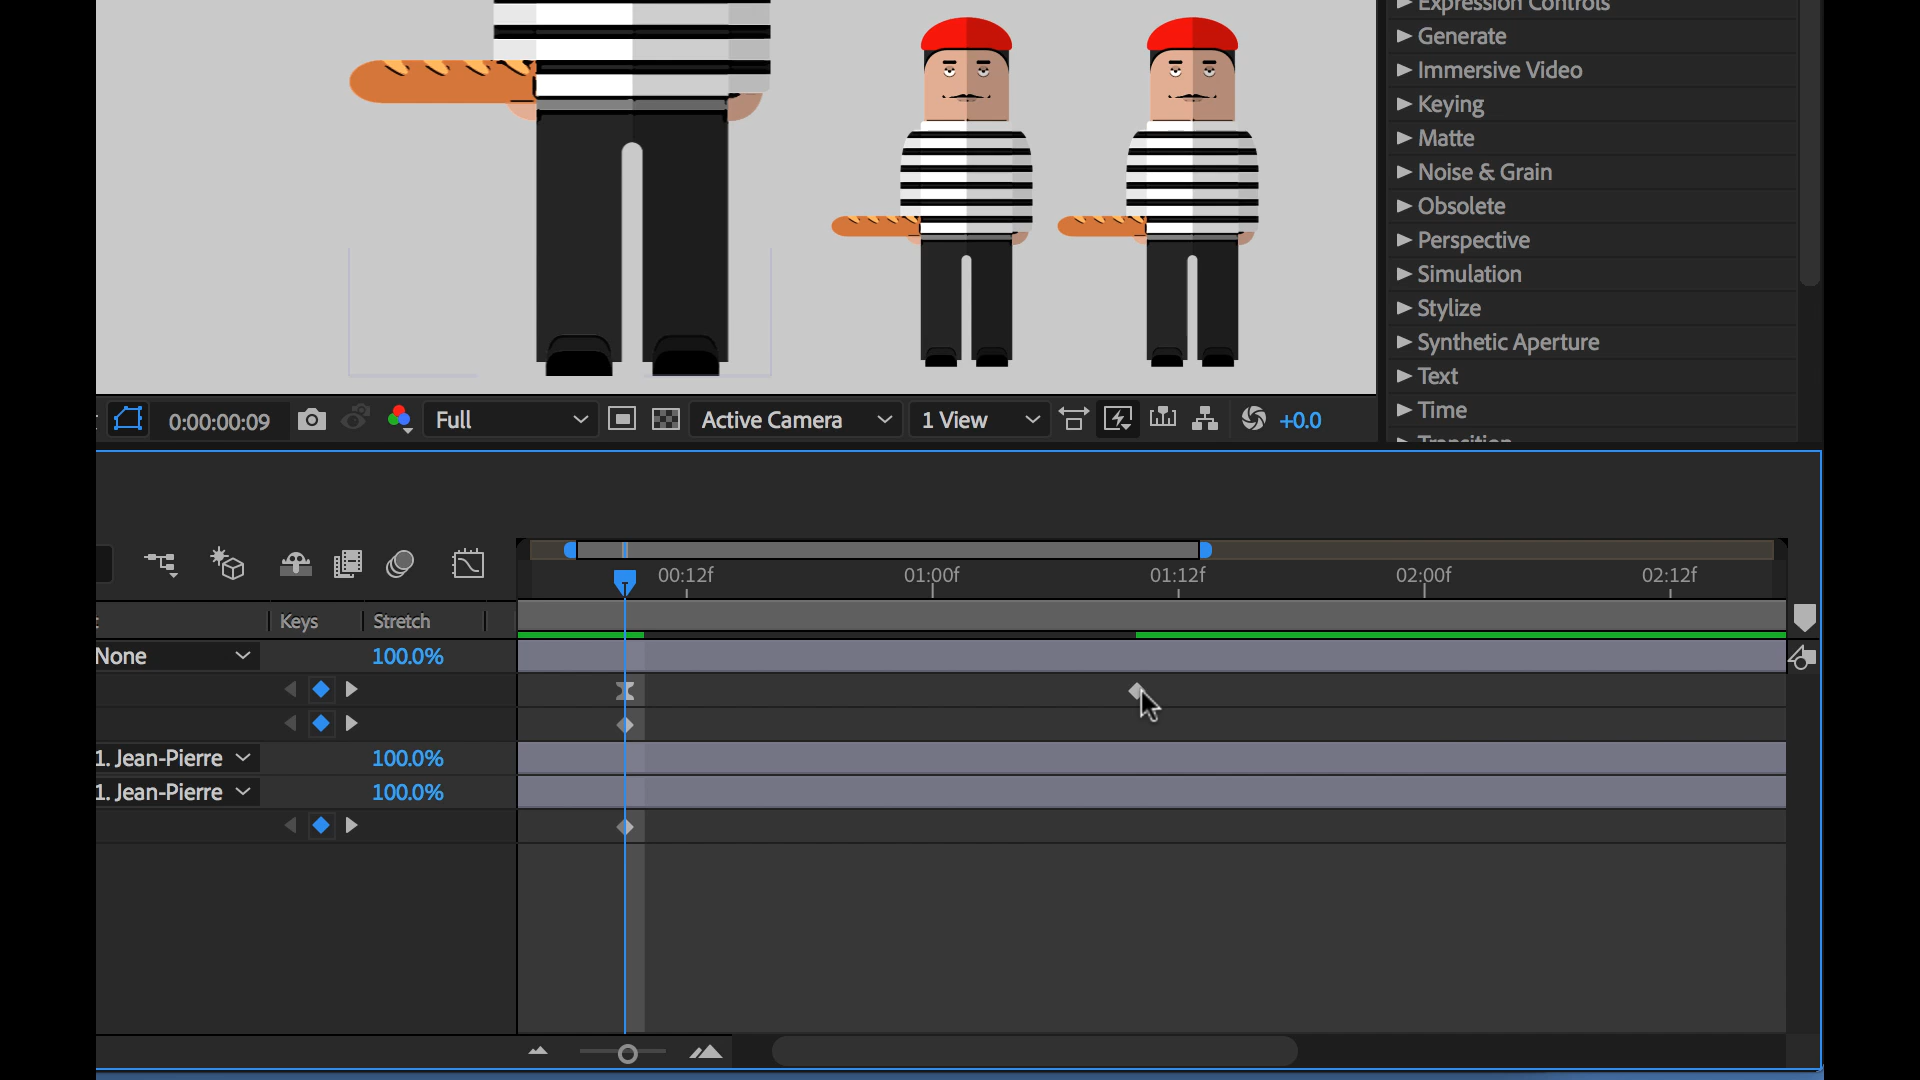 Expression Controls
Generate
Immersive Video
Keying
Matte
Noise & Grain
Obsolete
Perspective
Simulation
Stylize
Synthetic Aperture
Text
Time
Transition
0:00:00:09 Full Active Camera 1 View +0.0
00:12f 01:00f 01:12f 02:00f 02:12f
Keys Stretch
None 100.0%
1. Jean-Pierre 100.0%
1. Jean-Pierre 100.0%